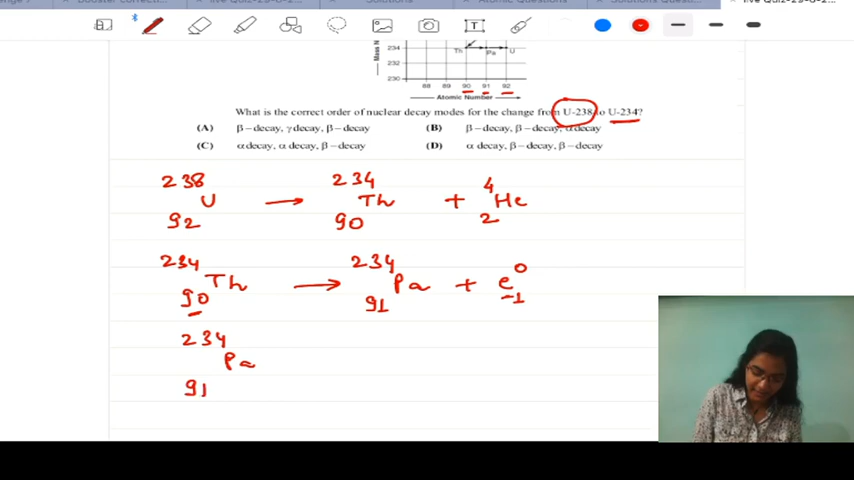 234
Th
Pa
U
232
230
Mass N
88 89 90 91 92
Atomic Number
What is the correct order of nuclear decay modes for the change from U-238 to U-234?
(A) β−decay, γ decay, β−decay (B) β−decay, β−decay, α decay
(C) α decay, α decay, β−decay (D) α decay, β−decay, β−decay
238 U 92 → 234 Th 90 + 4 He 2
234 Th 90 → 234 Pa 91 + e 0 -1
234 Pa 91